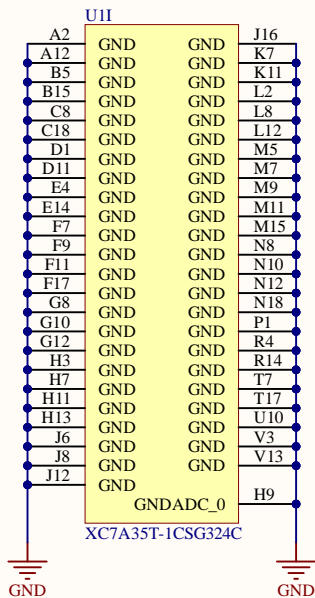 U1I
A2 GND GND J16
A12 GND GND K7
B5 GND GND K11
B15 GND GND L2
C8 GND GND L8
C18 GND GND L12
D1 GND GND M5
D11 GND GND M7
E4 GND GND M9
E14 GND GND M11
F7 GND GND M15
F9 GND GND N8
F11 GND GND N10
F17 GND GND N12
G8 GND GND N18
G10 GND GND P1
G12 GND GND R4
H3 GND GND R14
H7 GND GND T7
H11 GND GND T17
H13 GND GND U10
J6 GND GND V3
J8 GND GND V13
J12 GND
GNDADC_0 H9
XC7A35T-1CSG324C
GND GND